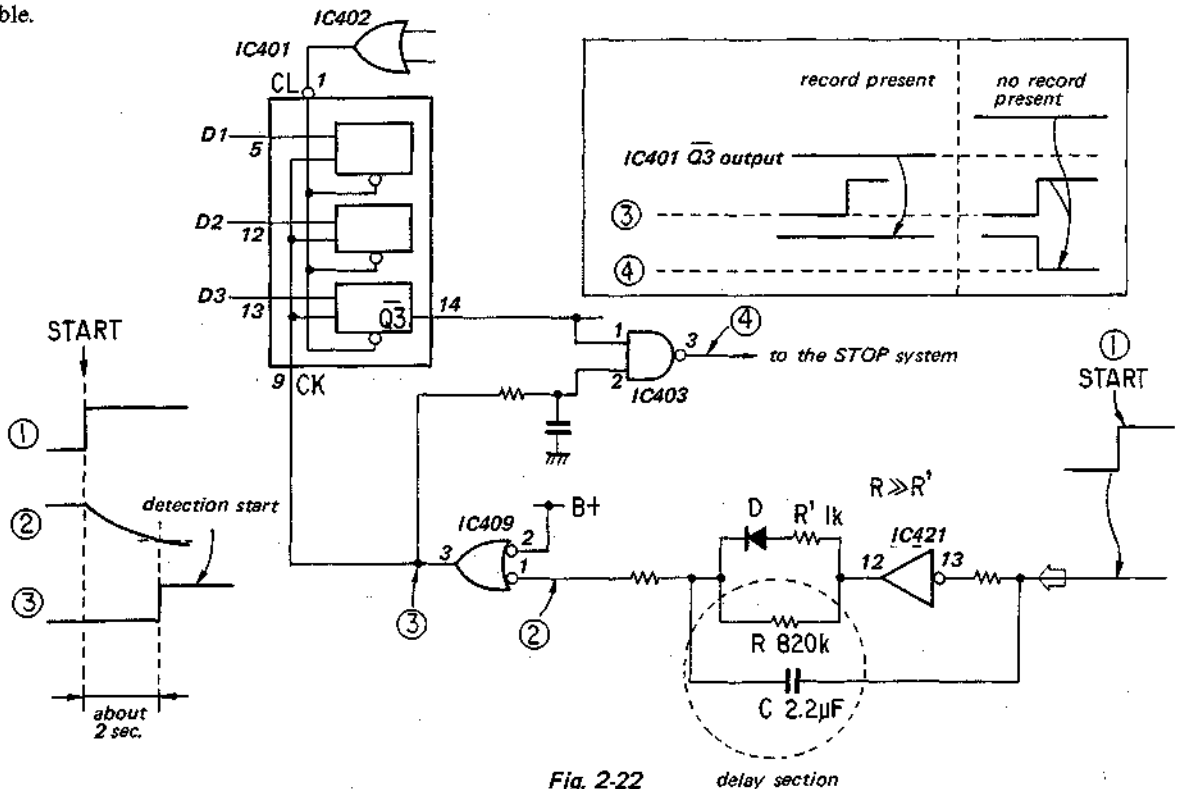 ble.
IC402
IC401
CL 1
D1
5
D2
12
D3
13
Q̅3̅ 14
9 CK
record present
no record
present
IC401 Q̅3̅ output
③
④
START
①
②
detection start
③
about
2 sec.
1
2
3
④
to the STOP system
IC403
①
START
B+
IC409
3
2
1
③
②
D
R' 1k
R≫R'
IC421
12
13
R 820k
C 2.2µF
Fig. 2-22
delay section